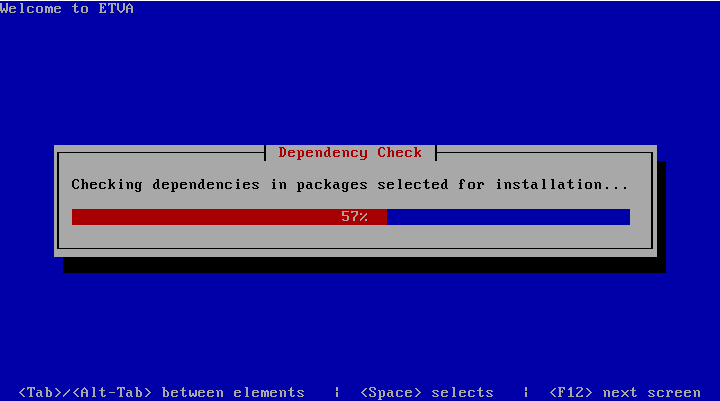 Welcome to ETVA
Dependency Check
Checking dependencies in packages selected for installation...
57%
<Tab>/<Alt-Tab> between elements   |  <Space> selects   |  <F12> next screen